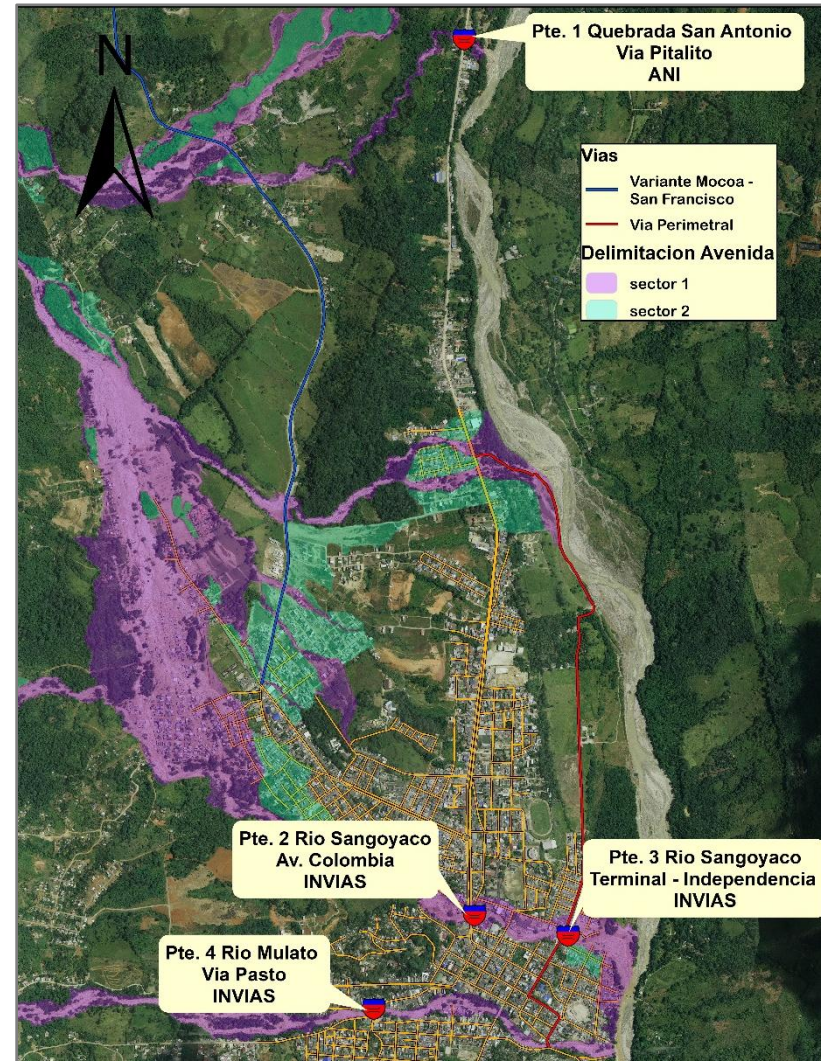 Pte. 1 Quebrada San Antonio
Via Pitalito
ANI
N
Vias
Variante Mocoa -
San Francisco
Via Perimetral
Delimitacion Avenida
sector 1
sector 2
Pte. 2 Rio Sangoyaco
Av. Colombia
INVIAS
Pte. 3 Rio Sangoyaco
Terminal - Independencia
INVIAS
Pte. 4 Rio Mulato
Via Pasto
INVIAS